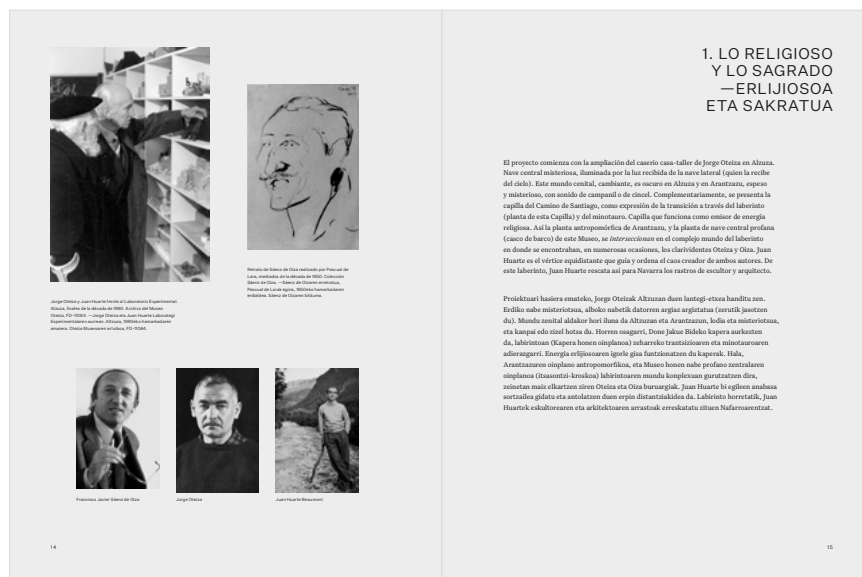 Jorge Oteiza y Juan Huarte frente al Laboratorio Experimental.
Alzuza, finales de la década de 1980. Archivo del Museo
Oteiza, FD-10384. —Jorge Oteiza eta Juan Huarte Laborategi
Experimentalaren aurrean. Altzuza, 1980eko hamarkadaren
amaiera. Oteiza Museoaren artxiboa, FD-10384.
Retrato de Sáenz de Oiza realizado por Pascual de
Lara, mediados de la década de 1950. Colección
Sáenz de Oiza. —Sáenz de Oizaren erretratua,
Pascual de Larak egina, 1950eko hamarkadaren
erdialdea. Sáenz de Oizaren bilduma.
Francisco Javier Sáenz de Oiza
Jorge Oteiza
Juan Huarte Beaumont
14
1. LO RELIGIOSO
Y LO SAGRADO
—ERLIJIOSOA
ETA SAKRATUA
El proyecto comienza con la ampliación del caserío casa-taller de Jorge Oteiza en Alzuza.
Nave central misteriosa, iluminada por la luz recibida de la nave lateral (quien la recibe
del cielo). Este mundo cenital, cambiante, es oscuro en Alzuza y en Arantzazu, espeso
y misterioso, con sonido de campanil o de cincel. Complementariamente, se presenta la
capilla del Camino de Santiago, como expresión de la transición a través del laberinto
(planta de esta Capilla) y del minotauro. Capilla que funciona como emisor de energía
religiosa. Así la planta antropomórfica de Arantzazu, y la planta de nave central profana
(casco de barco) de este Museo, se interseccionan en el complejo mundo del laberinto
en donde se encontraban, en numerosas ocasiones, los clarividentes Oteiza y Oiza. Juan
Huarte es el vértice equidistante que guía y ordena el caos creador de ambos autores. De
este laberinto, Juan Huarte rescata así para Navarra los rastros de escultor y arquitecto.
Proiektuari hasiera emateko, Jorge Oteizak Altzuzan duen lantegi-etxea handitu zen.
Erdiko nabe misteriotsua, alboko nabetik datorren argiaz argiztatua (zerutik jasotzen
du). Mundu zenital aldakor hori iluna da Altzuzan eta Arantzazun, lodia eta misteriotsua,
eta kanpai edo zizel hotsa du. Horren osagarri, Done Jakue Bideko kapera aurkezten
da, labirintoan (Kapera honen oinplanoa) zeharreko trantsizioaren eta minotauroaren
adierazgarri. Energia erlijiosoaren igorle gisa funtzionatzen du kaperak. Hala,
Arantzazuren oinplano antropomorfikoa, eta Museo honen nabe profano zentralaren
oinplanoa (itsasontzi-kroskoa) labirintoaren mundu konplexuan gurutzatzen dira,
zeinetan maiz elkartzen ziren Oteiza eta Oiza buruargiak. Juan Huarte bi egileen anabasa
sortzailea gidatu eta antolatzen duen erpin distantziakidea da. Labirinto horretatik, Juan
Huartek eskultorearen eta arkitektoaren arrastoak erreskatatu zituen Nafarroarentzat.
15